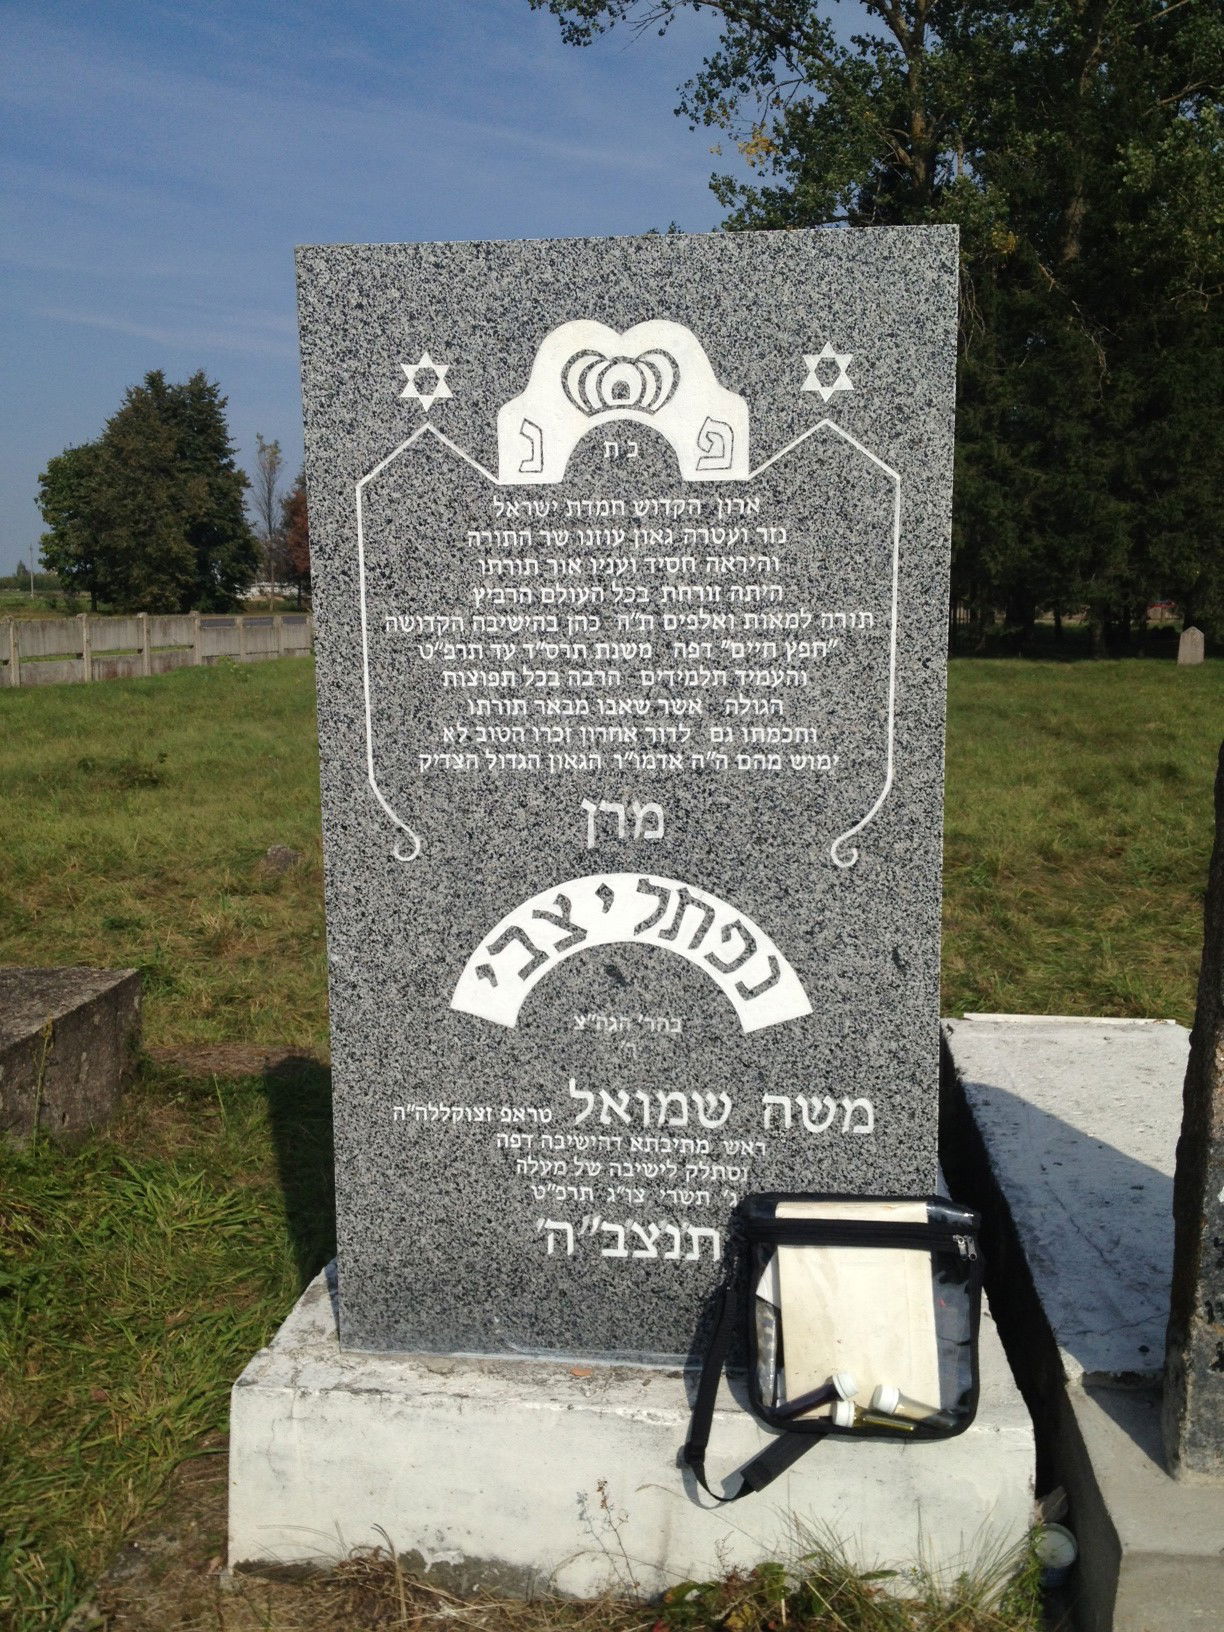 פ נ
כ׳ת
ארון הקדוש חמדת ישראל
נזר ועטרה גאון עוזנו שר התורה
והיראה חסיד ועניו אור תורתו
היתה זורחת בכל העולם הרביץ
תורה למאות ואלפים ת״ה כהן בהישיבה הקדושה
"חפץ חיים" דפה משנת תרס״ד עד תרפ״ט
והעמיד תלמידים הרבה בכל תפוצות
הגולה אשר שאבו מבאר תורתו
וחכמתו גם לדור אחרון זכרו הטוב לא
ימוש מהם ה״ה אדמו״ר הגאון הגדול הצדיק
מרן
נפתלי צבי
בהר׳ הגה״צ
ר׳
משה שמואל טראפ זצוקללה״ה
ראש מתיבתא דהישיבה דפה
נסתלק לישיבה של מעלה
ג׳ תשרי צו״ג תרפ״ט
ת׳נ׳צ׳ב״ה׳